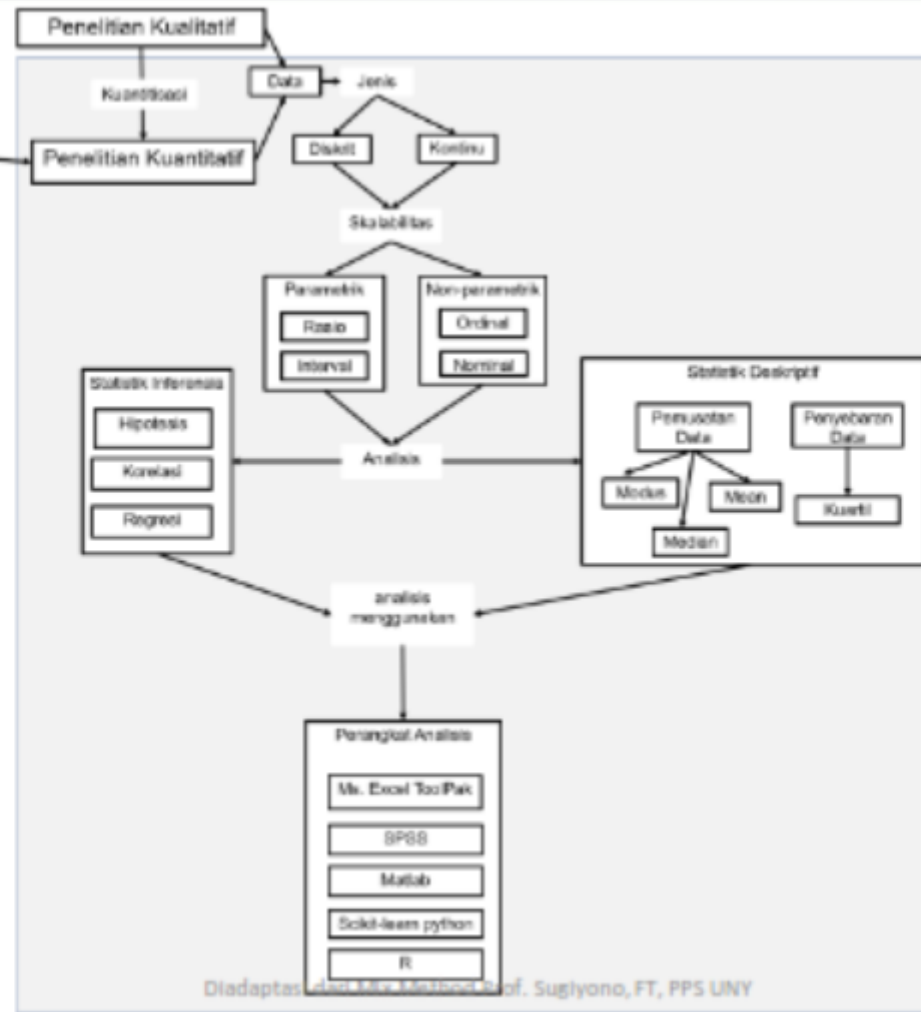 Penelitian Kualitatif
Kuantitisasi
Penelitian Kuantitatif
Data
Jenis
Diskrit
Kontinu
Skalabilitas
Parametrik
Rasio
Interval
Non-parametrik
Ordinal
Nominal
Statistik Inferensia
Hipotesis
Korelasi
Regresi
Analisis
Statistik Deskriptif
Pemusatan
Data
Modus
Mean
Median
Penyebaran
Data
Kuartil
analisis
menggunakan
Perangkat Analisis
Ms. Excel ToolPak
SPSS
Matlab
Scikit-learn python
R
Diadaptasi dari Mix Method Prof. Sugiyono, FT, PPS UNY